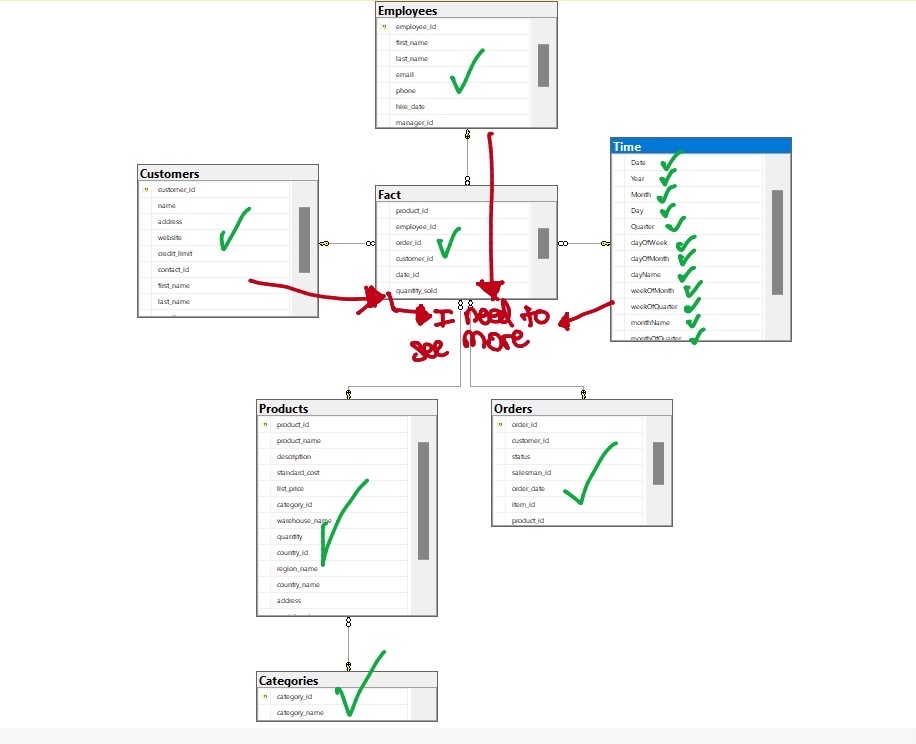 Employees
employee_id
first_name
last_name
email
phone
hire_date
manager_id
Customers
customer_id
name
address
website
credit_limit
contact_id
first_name
last_name
Fact
product_id
employee_id
order_id
customer_id
date_id
quantity_sold
Time
Date
Year
Month
Day
Quarter
dayOfWeek
dayOfMonth
dayName
weekOfMonth
weekOfQuarter
monthName
monthOfQuarter
I need to
see more
Products
product_id
product_name
description
standard_cost
list_price
category_id
warehouse_name
quantity
country_id
region_name
country_name
address
Orders
order_id
customer_id
status
salesman_id
order_date
item_id
product_id
Categories
category_id
category_name